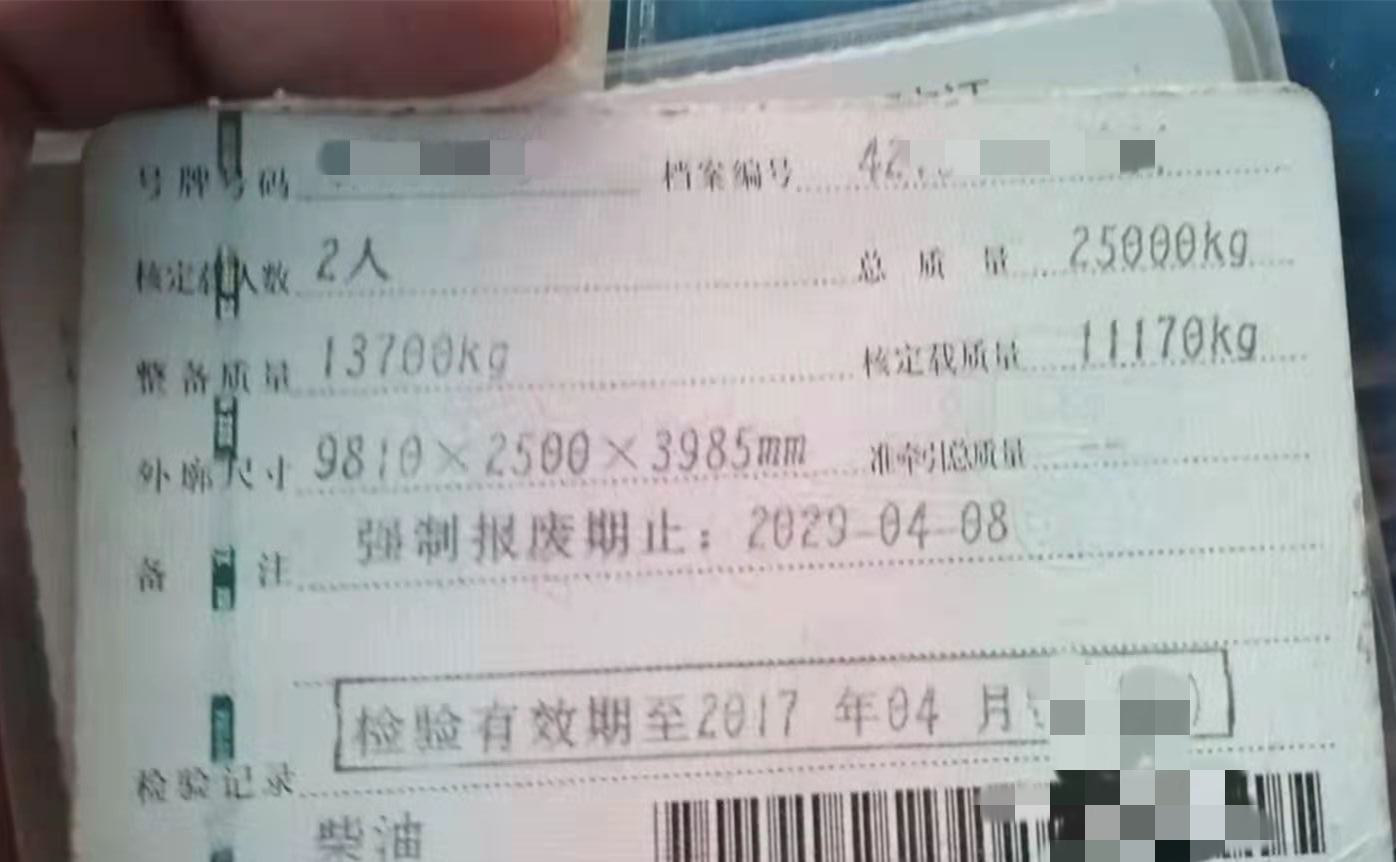 号牌号码 档案编号 42
核定载人数 2人 总质量 25000kg
整备质量 13700kg 核定载质量 11170kg
外廓尺寸 9810×2500×3985mm 准牵引总质量 --
备注 强制报废期止：2029-04-08
检验有效期至2017 年04 月
检验记录
柴油